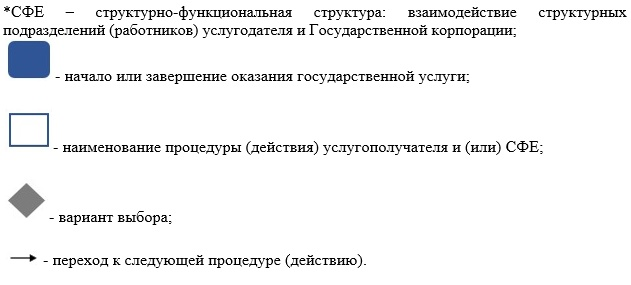 *СФЕ – структурно-функциональная структура: взаимодействие структурных
подразделений (работников) услугодателя и Государственной корпорации;
- начало или завершение оказания государственной услуги;
- наименование процедуры (действия) услугополучателя и (или) СФЕ;
- вариант выбора;
- переход к следующей процедуре (действию).